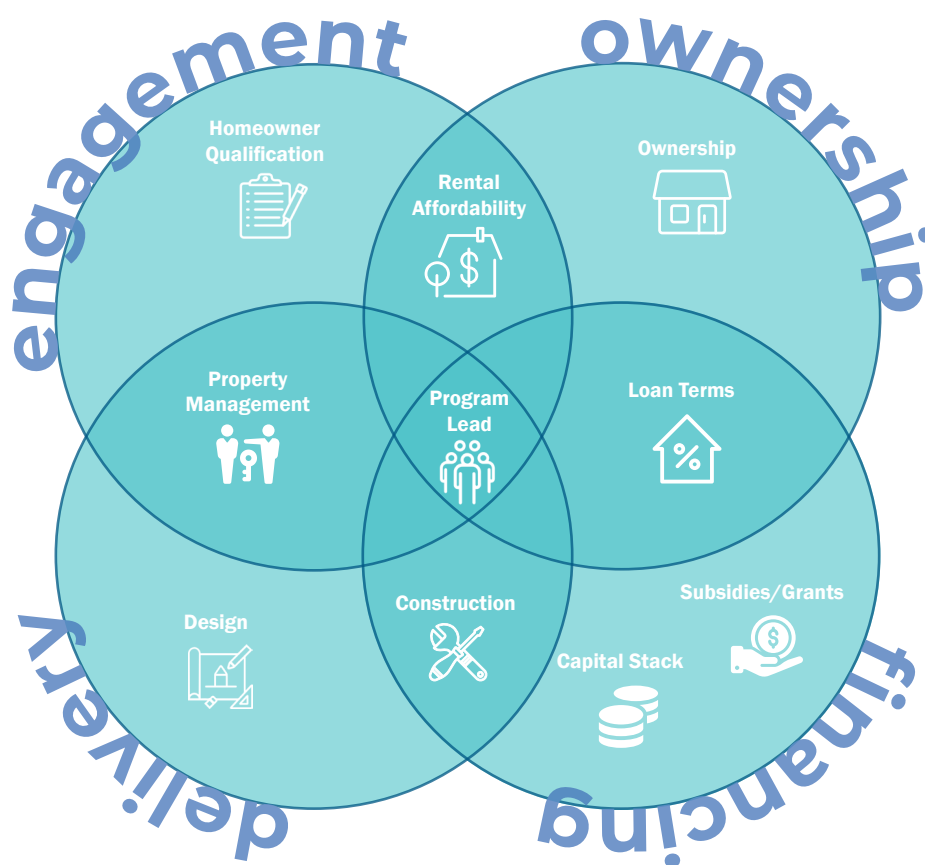 engagement
ownership
Homeowner
Qualification
Ownership
Rental
Affordability
$
Property
Management
Program
Lead
Loan Terms
%
Subsidies/Grants
$
Construction
Design
Capital Stack
delivery
financing